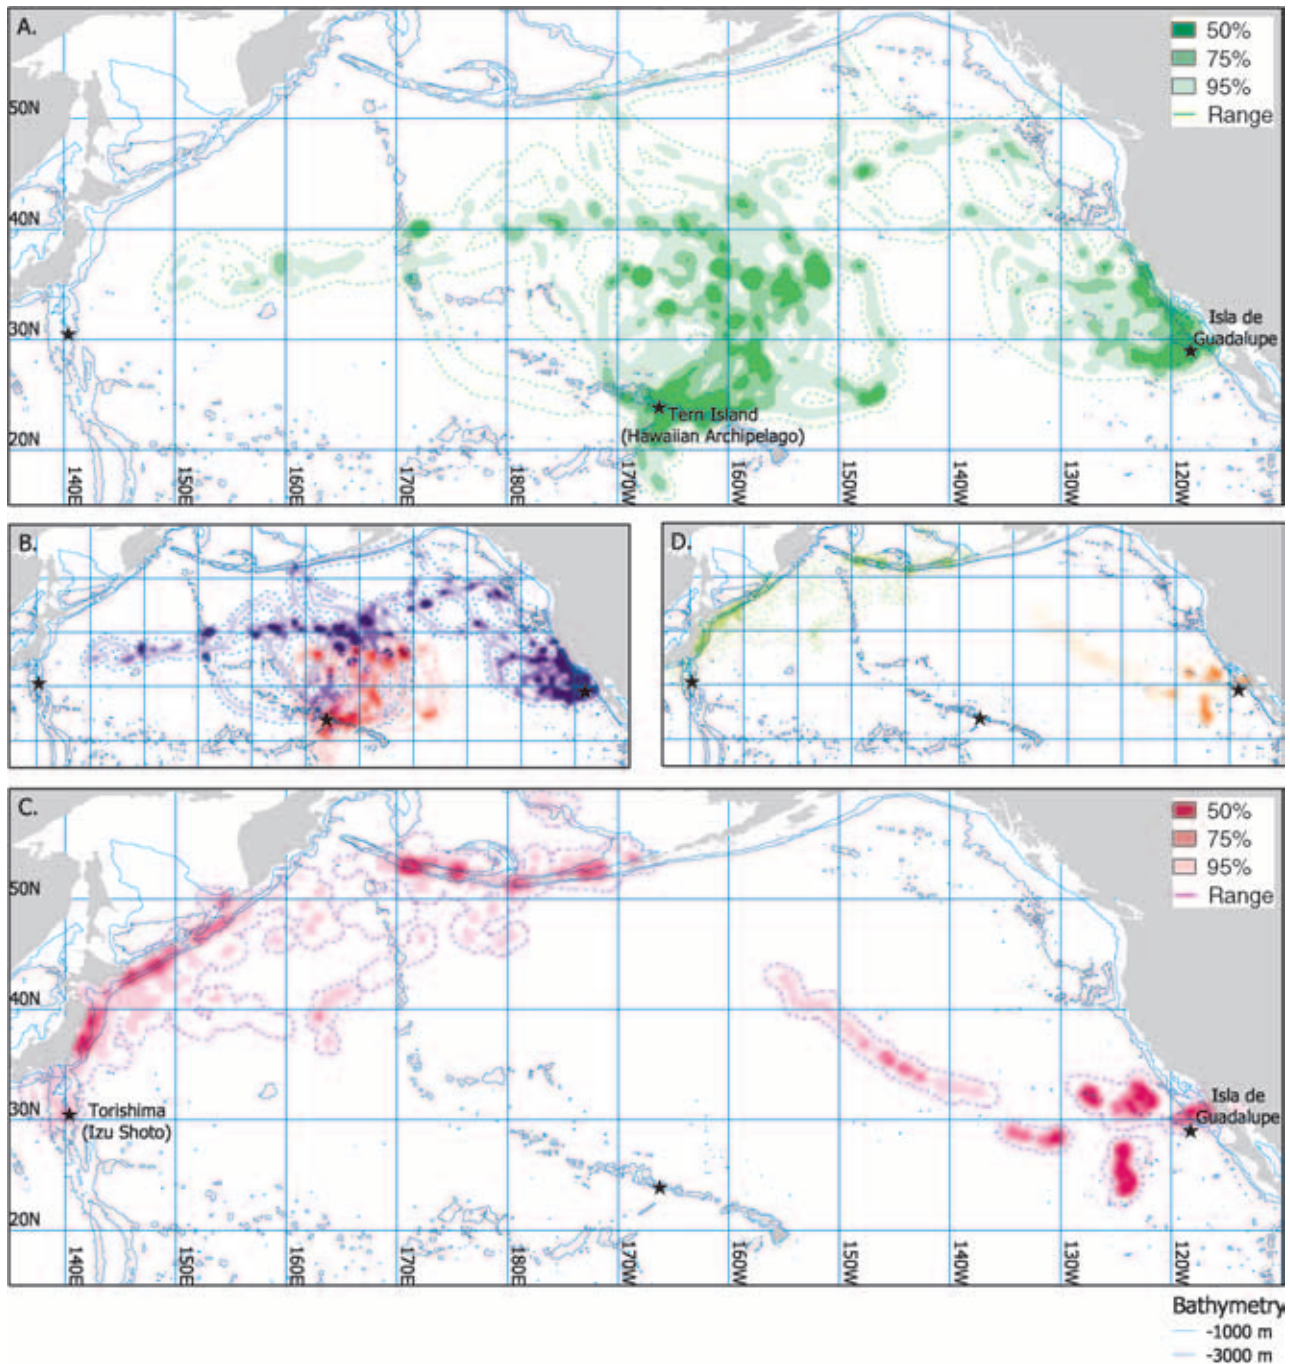 A.
50%
75%
95%
Range
50N
40N
30N
20N
Isla de
Guadalupe
Tern Island
(Hawaiian Archipelago)
140E
150E
160E
170E
180E
170W
160W
150W
140W
130W
120W
B.
D.
C.
50%
75%
95%
Range
50N
40N
30N
20N
Torishima
(Izu Shoto)
Isla de
Guadalupe
140E
150E
160E
170E
180E
170W
160W
150W
140W
130W
120W
Bathymetry
-1000 m
-3000 m